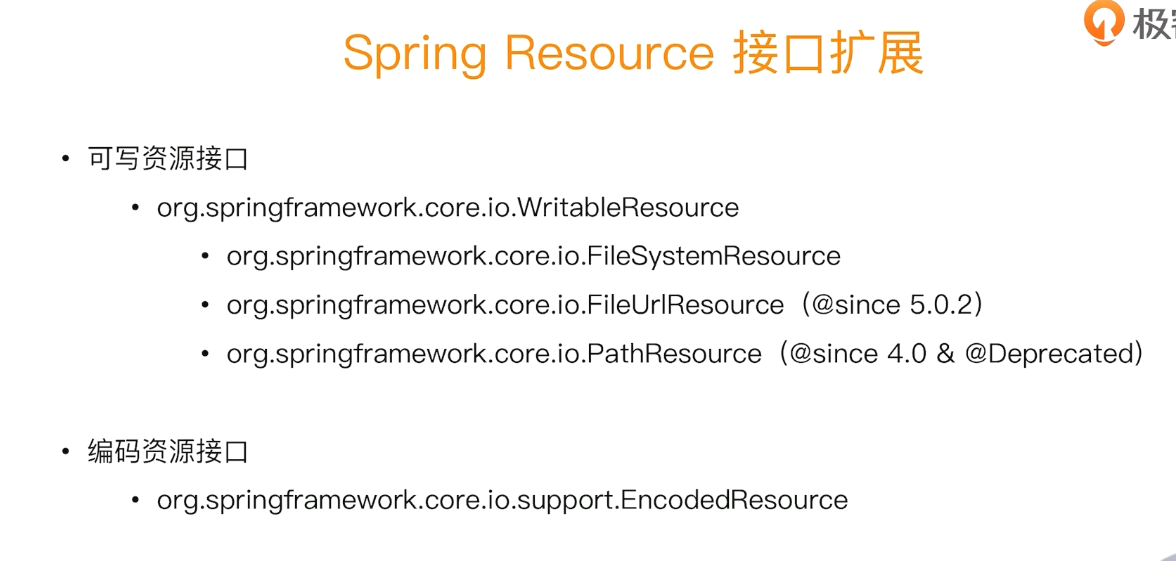 极客
Spring Resource 接口扩展
• 可写资源接口
• org.springframework.core.io.WritableResource
• org.springframework.core.io.FileSystemResource
• org.springframework.core.io.FileUrlResource（@since 5.0.2）
• org.springframework.core.io.PathResource（@since 4.0 & @Deprecated）
• 编码资源接口
• org.springframework.core.io.support.EncodedResource